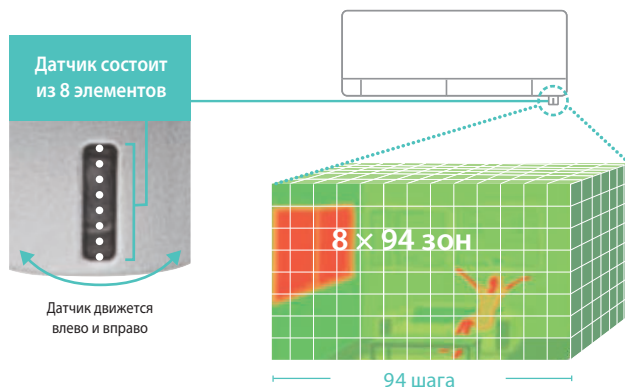 Датчик состоит
из 8 элементов
8 × 94 зон
Датчик движется
влево и вправо
94 шага